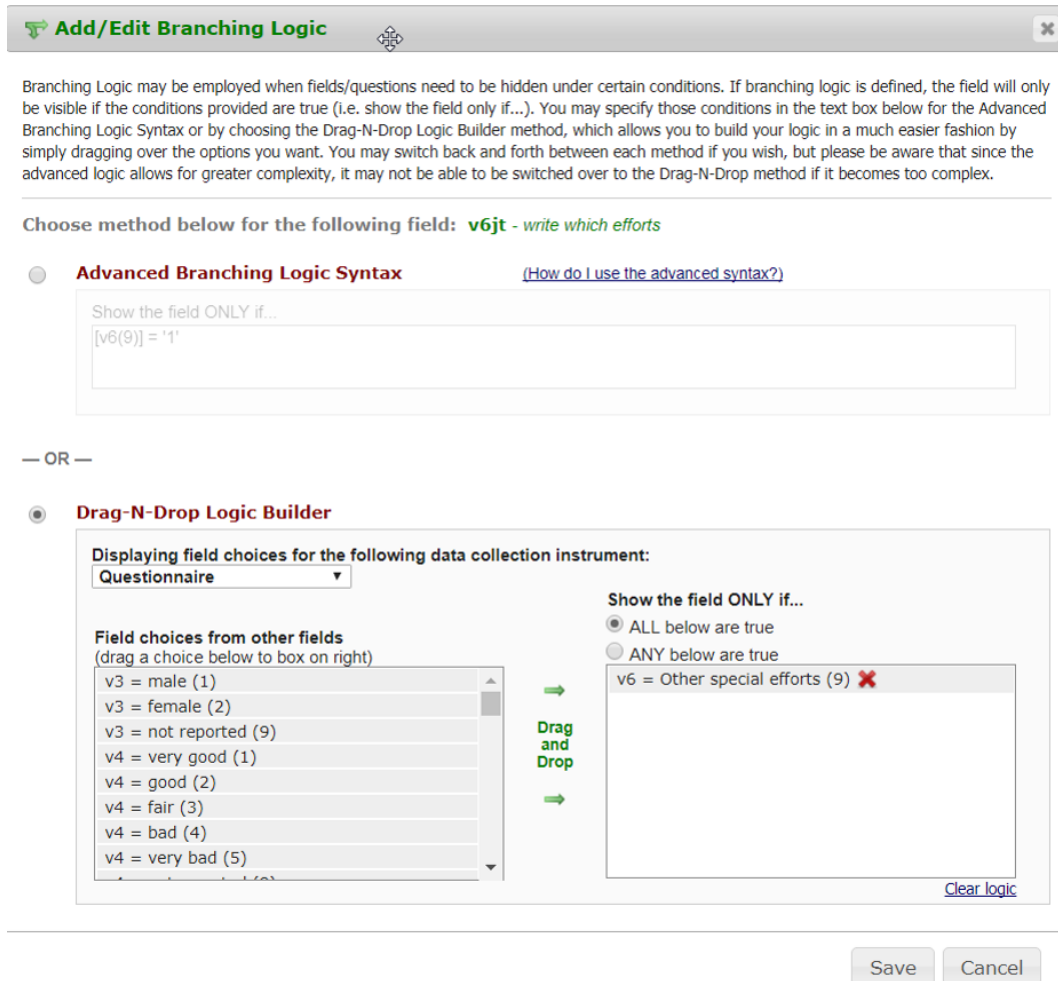 Add/Edit Branching Logic
Branching Logic may be employed when fields/questions need to be hidden under certain conditions. If branching logic is defined, the field will only
be visible if the conditions provided are true (i.e. show the field only if...). You may specify those conditions in the text box below for the Advanced
Branching Logic Syntax or by choosing the Drag-N-Drop Logic Builder method, which allows you to build your logic in a much easier fashion by
simply dragging over the options you want. You may switch back and forth between each method if you wish, but please be aware that since the
advanced logic allows for greater complexity, it may not be able to be switched over to the Drag-N-Drop method if it becomes too complex.
Choose method below for the following field: v6jt - write which efforts
Advanced Branching Logic Syntax (How do I use the advanced syntax?)
Show the field ONLY if...
[v6(9)] = '1'
— OR —
Drag-N-Drop Logic Builder
Displaying field choices for the following data collection instrument:
Questionnaire
Field choices from other fields
(drag a choice below to box on right)
v3 = male (1)
v3 = female (2)
v3 = not reported (9)
v4 = very good (1)
v4 = good (2)
v4 = fair (3)
v4 = bad (4)
v4 = very bad (5)
Drag
and
Drop
Show the field ONLY if...
ALL below are true
ANY below are true
v6 = Other special efforts (9)
Clear logic
Save Cancel